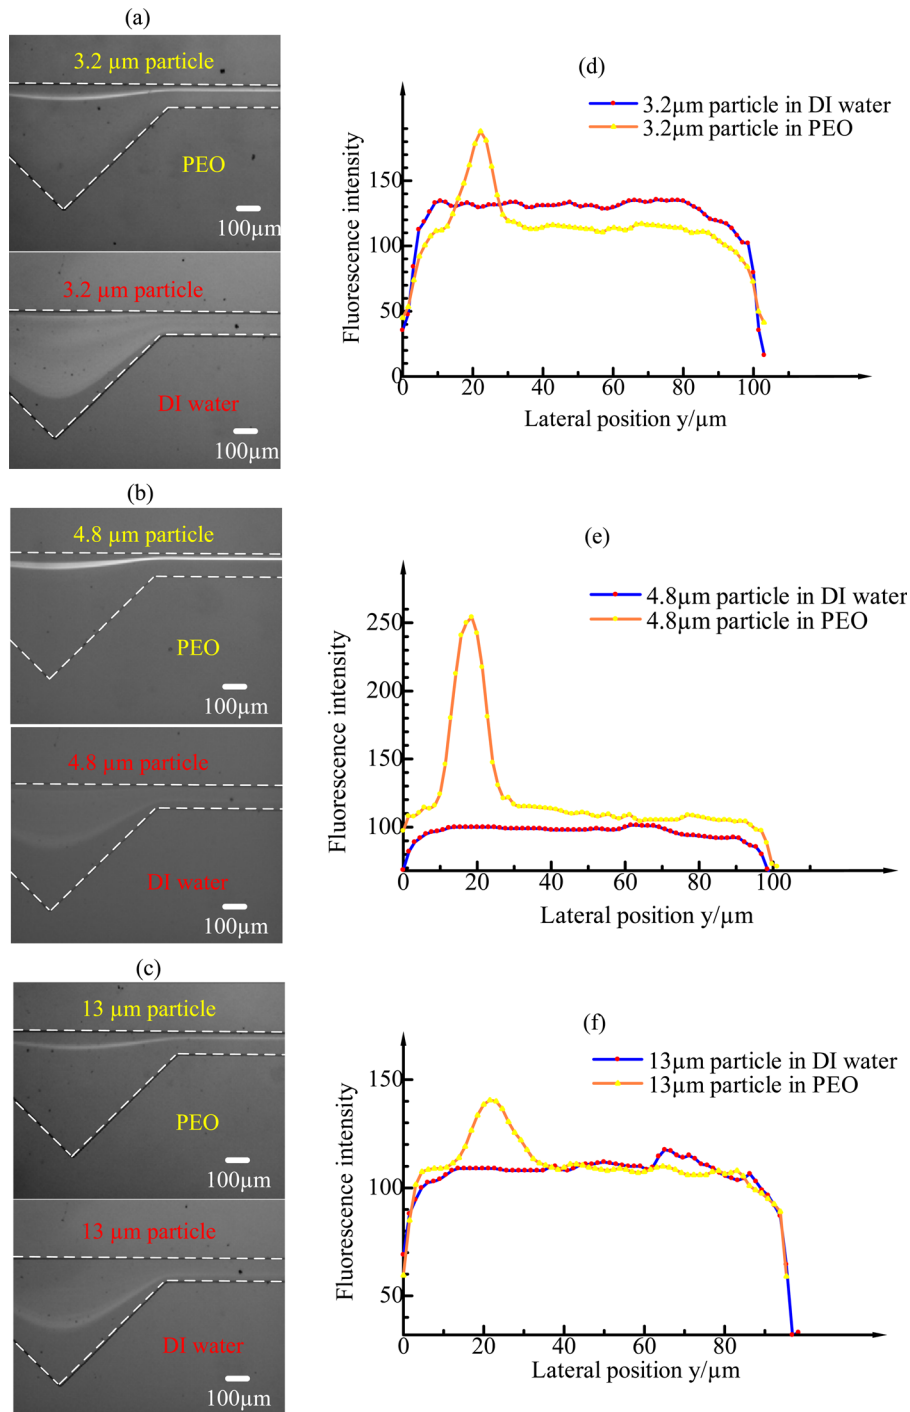 (a)
3.2 µm particle
PEO
100µm
3.2 µm particle
DI water
100µm
(d)
3.2µm particle in DI water
3.2µm particle in PEO
Fluorescence intensity
150
100
50
0
0 20 40 60 80 100
Lateral position y/µm
(b)
4.8 µm particle
PEO
100µm
4.8 µm particle
DI water
100µm
(e)
4.8µm particle in DI water
4.8µm particle in PEO
Fluorescence intensity
250
200
150
100
0 20 40 60 80 100
Lateral position y/µm
(c)
13 µm particle
PEO
100µm
13 µm particle
DI water
100µm
(f)
13µm particle in DI water
13µm particle in PEO
Fluorescence intensity
150
100
50
0 20 40 60 80
Lateral position y/µm